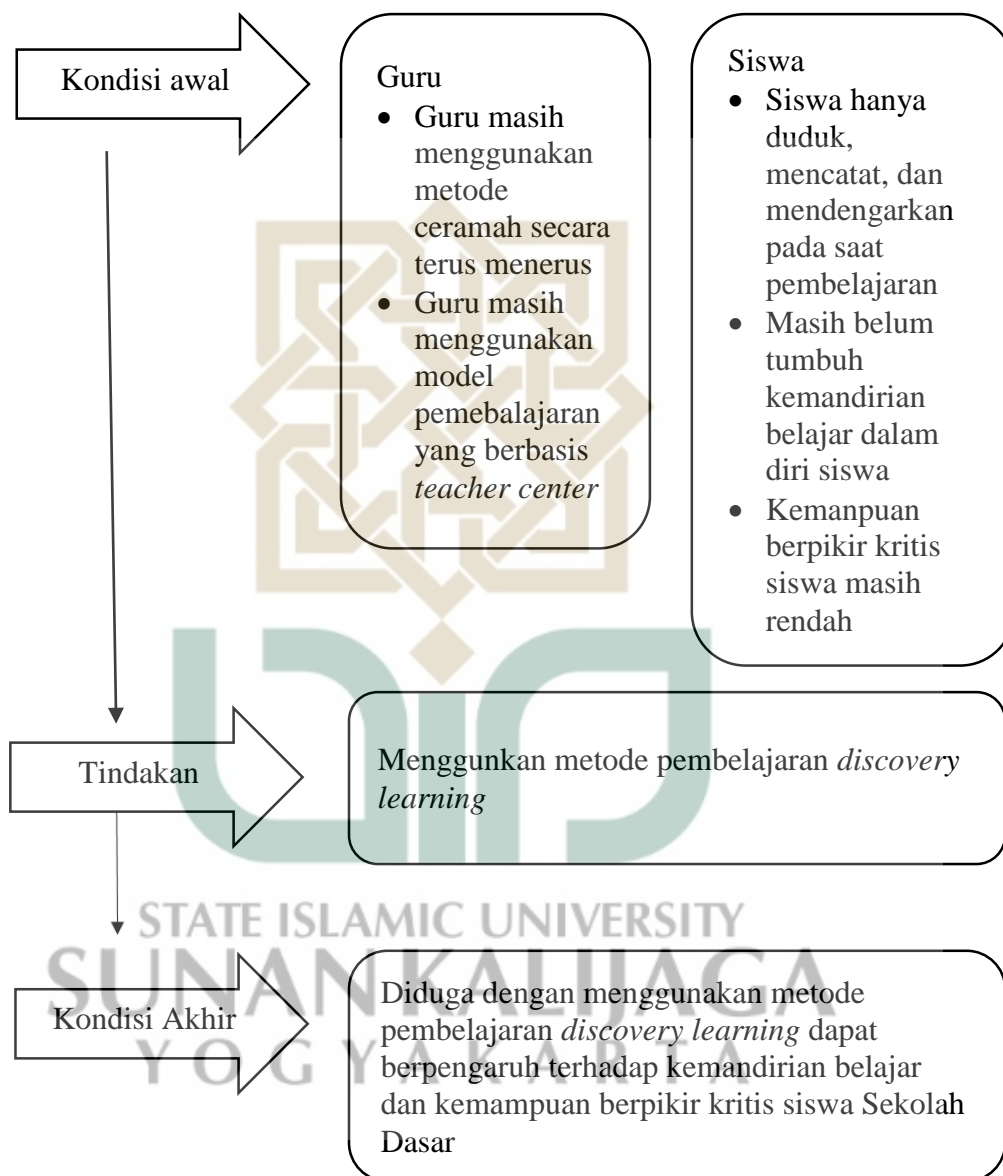 Kondisi awal
Guru
• Guru masih
menggunakan
metode
ceramah secara
terus menerus
• Guru masih
menggunakan
model
pemebalajaran
yang berbasis
teacher center
Siswa
• Siswa hanya
duduk,
mencatat, dan
mendengarkan
pada saat
pembelajaran
• Masih belum
tumbuh
kemandirian
belajar dalam
diri siswa
• Kemanpuan
berpikir kritis
siswa masih
rendah
Tindakan
Menggunkan metode pembelajaran discovery
learning
STATE ISLAMIC UNIVERSITY
SUNAN KALIJAGA
YOGYAKARTA
Kondisi Akhir
Diduga dengan menggunakan metode
pembelajaran discovery learning dapat
berpengaruh terhadap kemandirian belajar
dan kemampuan berpikir kritis siswa Sekolah
Dasar